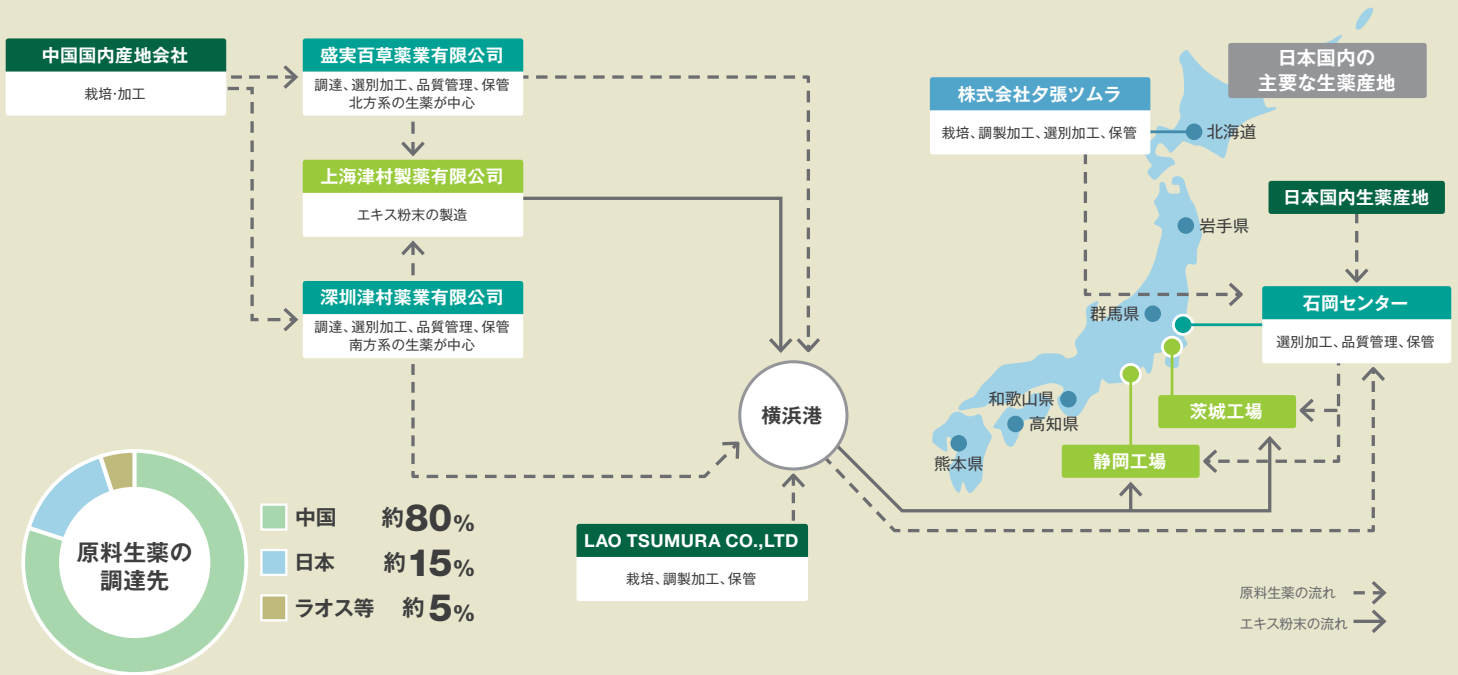 中国国内産地会社
栽培・加工
盛実百草薬業有限公司
調達、選別加工、品質管理、保管
北方系の生薬が中心
上海津村製薬有限公司
エキス粉末の製造
深圳津村薬業有限公司
調達、選別加工、品質管理、保管
南方系の生薬が中心
横浜港
LAO TSUMURA CO.,LTD
栽培、調製加工、保管
原料生薬の
調達先
中国 約80%
日本 約15%
ラオス等 約5%
日本国内の
主要な生薬産地
株式会社夕張ツムラ
栽培、調製加工、選別加工、保管
北海道
日本国内生薬産地
岩手県
石岡センター
選別加工、品質管理、保管
群馬県
和歌山県
高知県
熊本県
茨城工場
静岡工場
原料生薬の流れ
エキス粉末の流れ